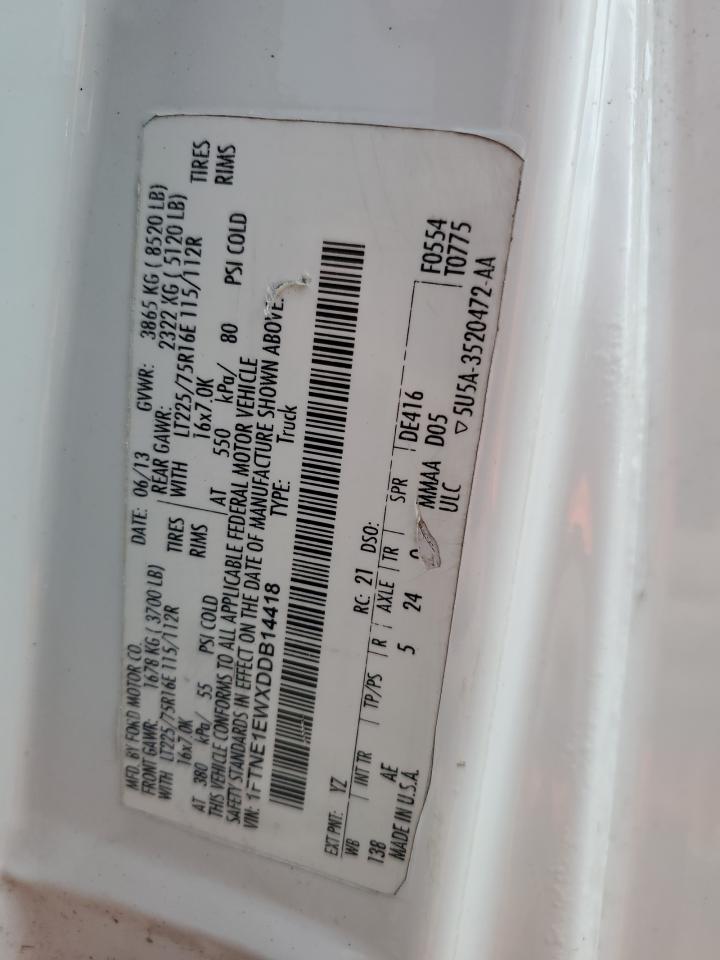 MFD. BY FORD MOTOR CO. DATE: 06/13 GVWR: 3865 KG ( 8520 LB)
FRONT GAWR: 1678 KG ( 3700 LB) REAR GAWR: 2322 KG ( 5120 LB)
WITH LT225/75R16E 115/112R TIRES WITH LT225/75R16E 115/112R TIRES
16x7.0K RIMS 16x7.0K RIMS
AT 380 kPa/ 55 PSI COLD AT 550 kPa/ 80 PSI COLD
THIS VEHICLE CONFORMS TO ALL APPLICABLE FEDERAL MOTOR VEHICLE
SAFETY STANDARDS IN EFFECT ON THE DATE OF MANUFACTURE SHOWN ABOVE.
VIN: 1FTNE1EWXDDB14418 TYPE: Truck
EXT PNT: YZ RC: 21 DSO:
WB INT TR TP/PS R AXLE TR SPR F0554
138 AE 5 24 DE416 T0775
MADE IN U.S.A. MMAA D05
ULC ▽5U5A-3520472-AA